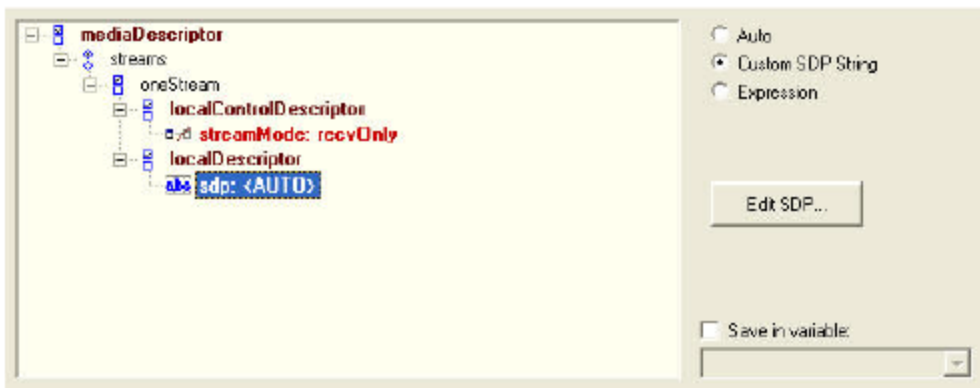 mediaDescriptor
streams
oneStream
localControlDescriptor
streamMode: recvOnly
localDescriptor
abc sdp: <AUTO>
Auto
Custom SDP String
Expression
Edit SDP...
Save in variable: